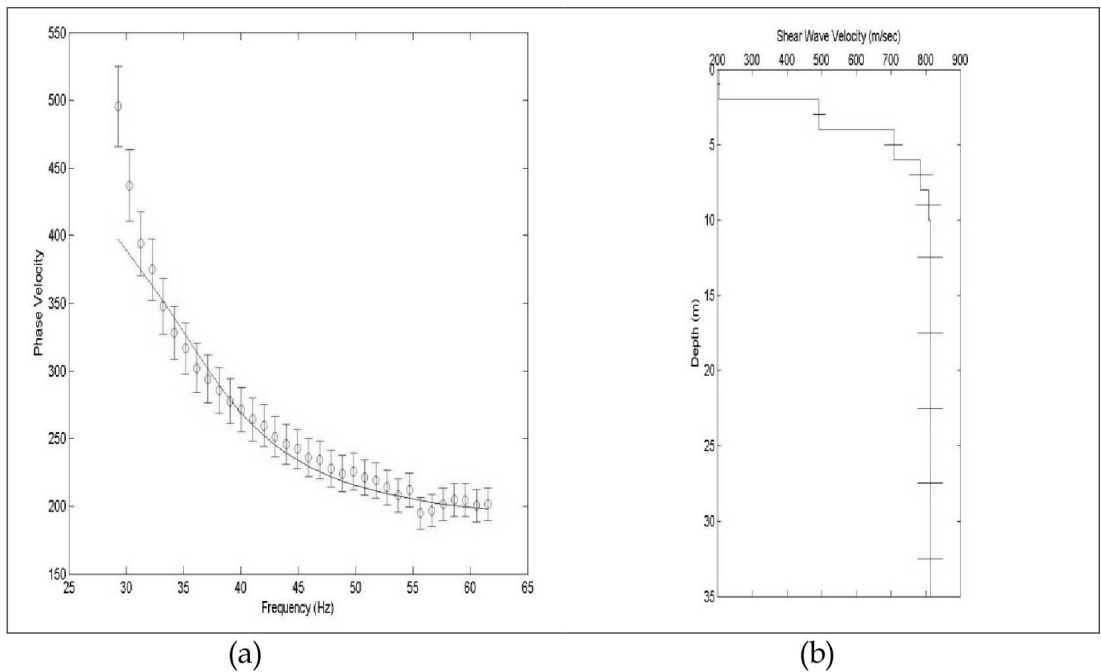 550
500
450
400
350
300
250
200
150
Phase Velocity
25 30 35 40 45 50 55 60 65
Frequency (Hz)
(a)
Shear Wave Velocity (m/sec)
200 300 400 500 600 700 800 900
0
5
10
15
20
25
30
35
Depth (m)
(b)